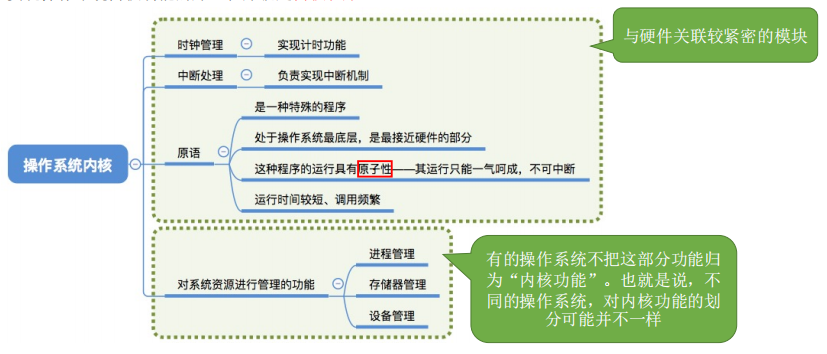 与硬件关联较紧密的模块
时钟管理
实现计时功能
中断处理
负责实现中断机制
是一种特殊的程序
处于操作系统最底层，是最接近硬件的部分
原语
这种程序的运行具有原子性——其运行只能一气呵成，不可中断
运行时间较短、调用频繁
操作系统内核
对系统资源进行管理的功能
进程管理
存储器管理
设备管理
有的操作系统不把这部分功能归
为“内核功能”。也就是说，不
同的操作系统，对内核功能的划
分可能并不一样